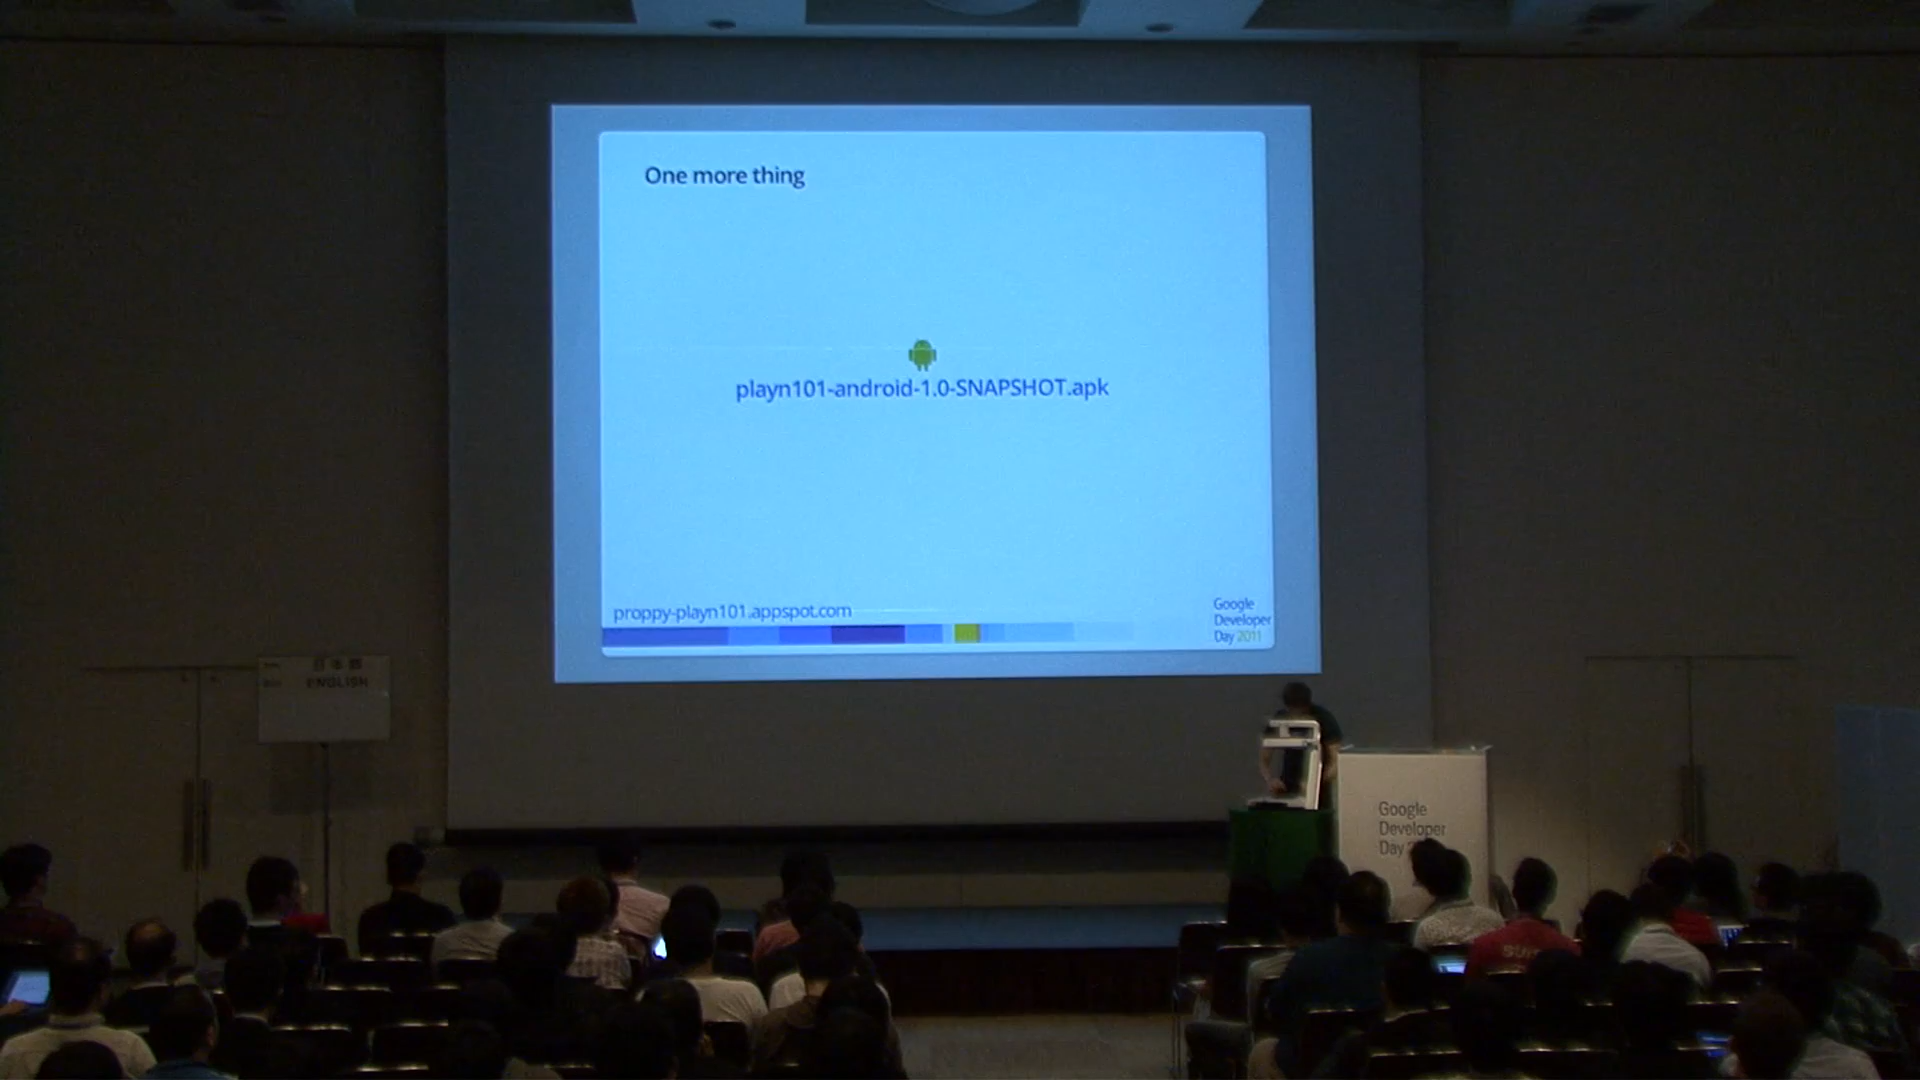 One more thing
playn101-android-1.0-SNAPSHOT.apk
proppy-playn101.appspot.com
Google
Developer
Day 2011
ENGLISH
Google
Developer
Day